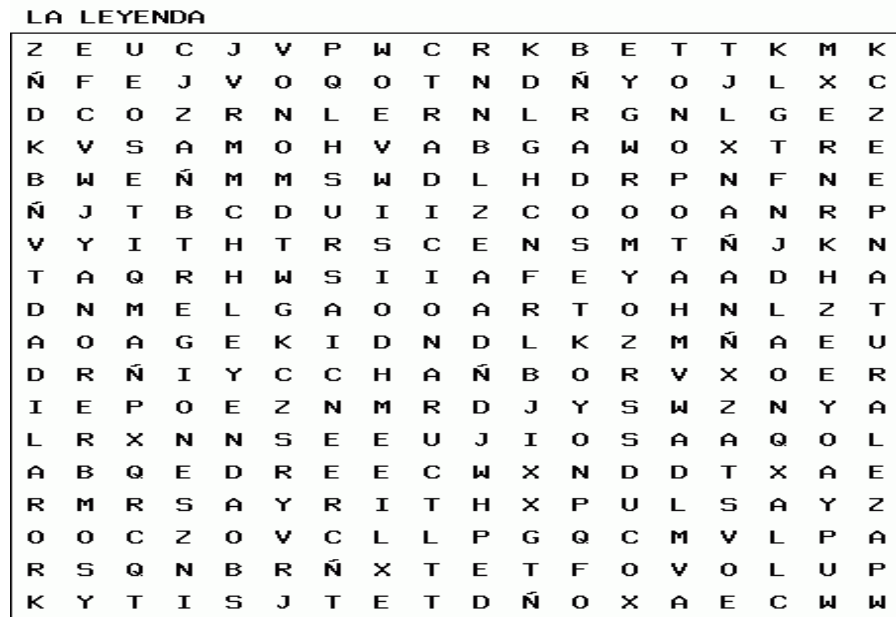 LA LEYENDA
Z E U C J V P W C R K B E T T K M K
Ñ F E J V O Q O T N D Ñ Y O J L X C
D C O Z R N L E R N L R G N L G E Z
K V S A M O H V A B G A W O X T R E
B W E Ñ M M S W D L H D R P N F N E
Ñ J T B C D U I I Z C O O O A N R P
V Y I T H T R S C E N S M T Ñ J K N
T A Q R H W S I I A F E Y A A D H A
D N M E L G A O O A R T O H N L Z T
A O A G E K I D N D L K Z M Ñ A E U
D R Ñ I Y C C H A Ñ B O R V X O E R
I E P O E Z N M R D J Y S W Z N Y A
L R X N N S E E U J I O S A A Q O L
A B Q E D R E E C W X N D D T X A E
R M R S A Y R I T H X P U L S A Y Z
O O C Z O V C L L P G Q C M V L P A
R S Q N B R Ñ X T E T F O V O L U P
K Y T I S J T E T D Ñ O X A E C W W